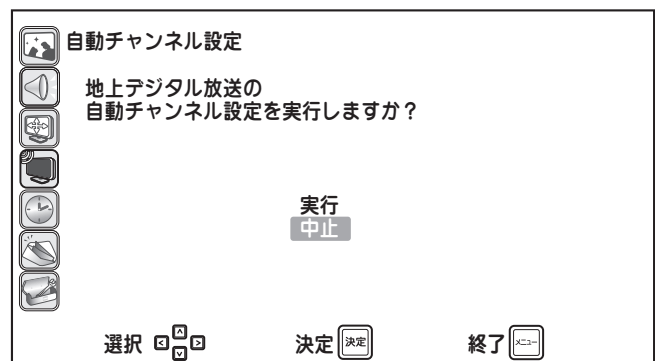 自動チャンネル設定
地上デジタル放送の
自動チャンネル設定を実行しますか？
実行
中止
選択 決定 決定 終了 メニュー